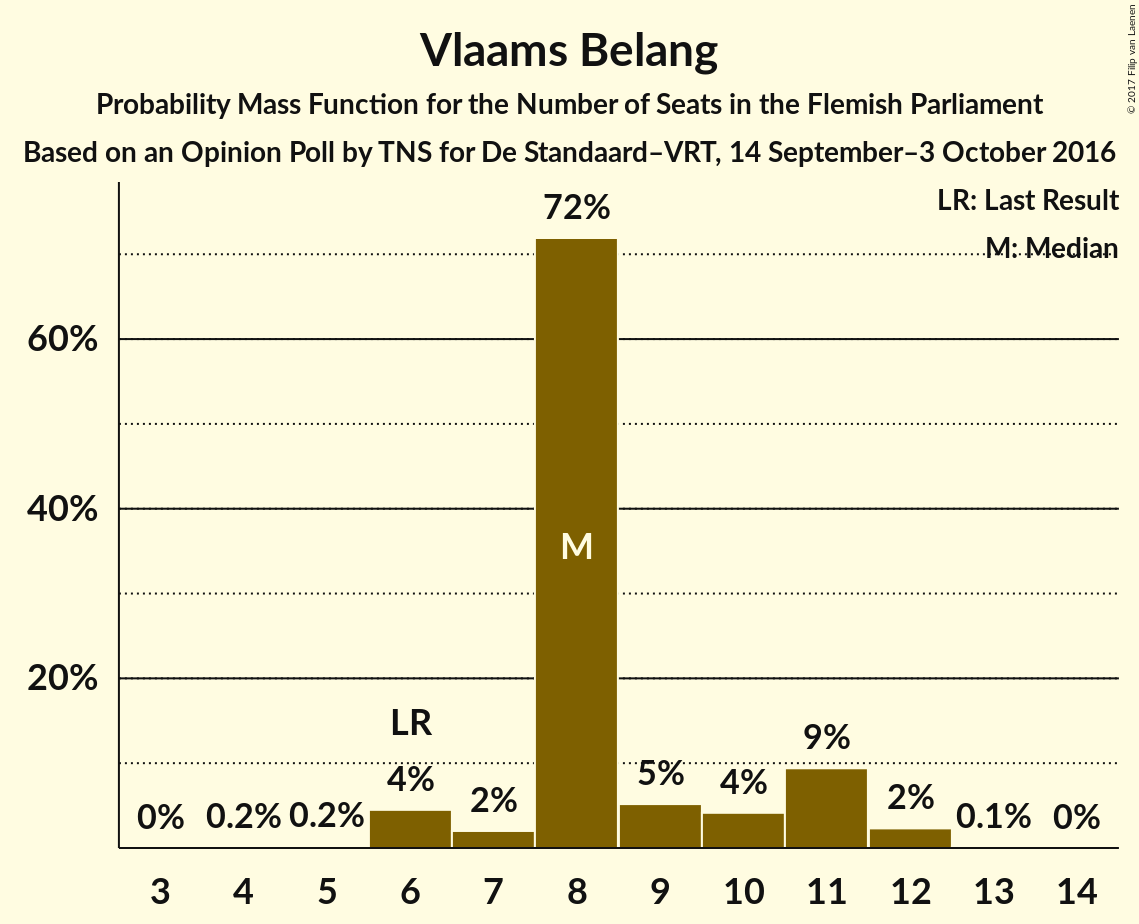 Vlaams Belang
Probability Mass Function for the Number of Seats in the Flemish Parliament
Based on an Opinion Poll by TNS for De Standaard–VRT, 14 September–3 October 2016
© 2017 Filip van Laenen
LR: Last Result
M: Median
60%
40%
20%
0%
0.2%
0.2%
LR
4%
2%
72%
M
5%
4%
9%
2%
0.1%
0%
3 4 5 6 7 8 9 10 11 12 13 14